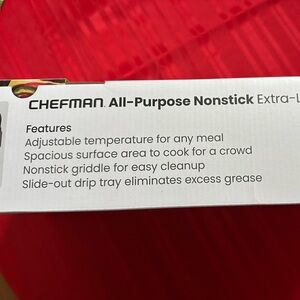 CHEFMAN. All-Purpose Nonstick Extra-L
Features
Adjustable temperature for any meal
Spacious surface area to cook for a crowd
Nonstick griddle for easy cleanup
Slide-out drip tray eliminates excess grease